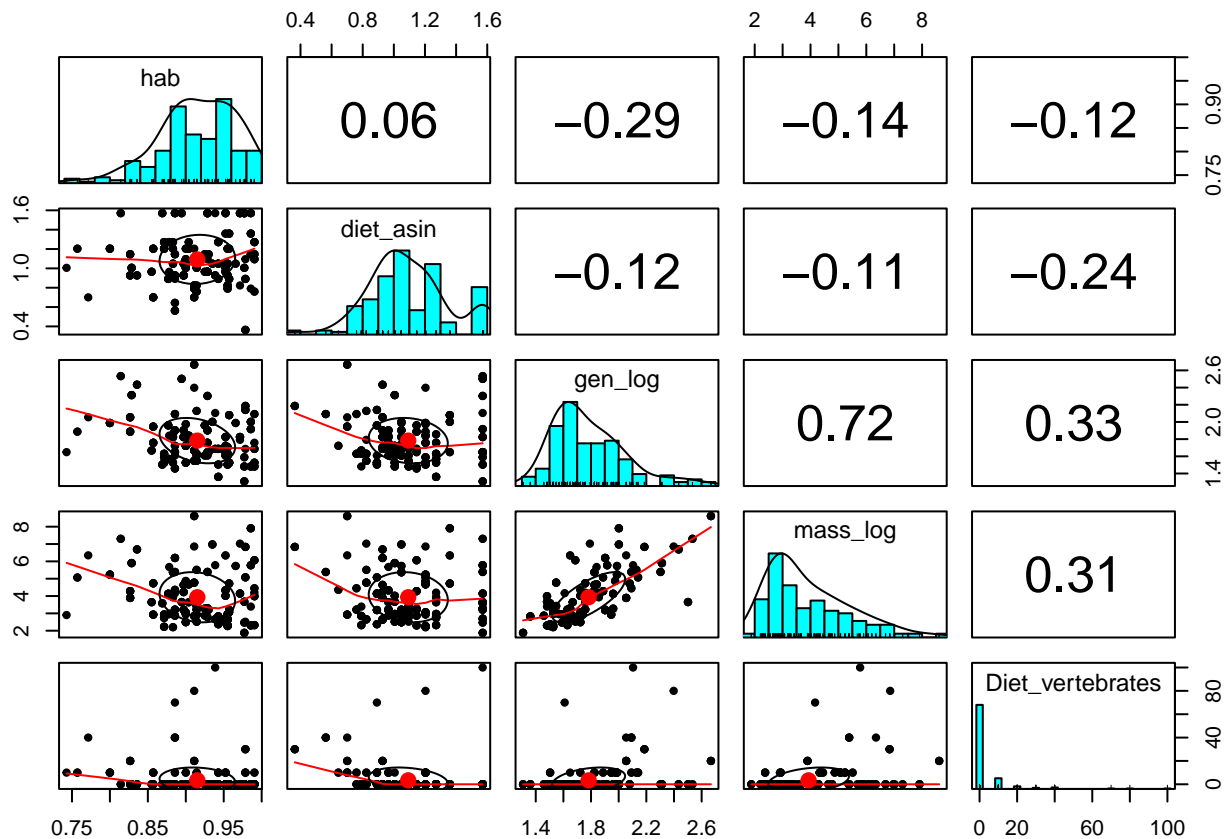 0.4 0.8 1.2 1.6 2 4 6 8
hab
0.06 −0.29 −0.14 −0.12
0.75 0.90
0.4 1.0 1.6
diet_asin
−0.12 −0.11 −0.24
gen_log
0.72 0.33
1.4 2.0 2.6
2 4 6 8
mass_log
0.31
Diet_vertebrates
0 40 80
0.75 0.85 0.95 1.4 1.8 2.2 2.6 0 20 60 100